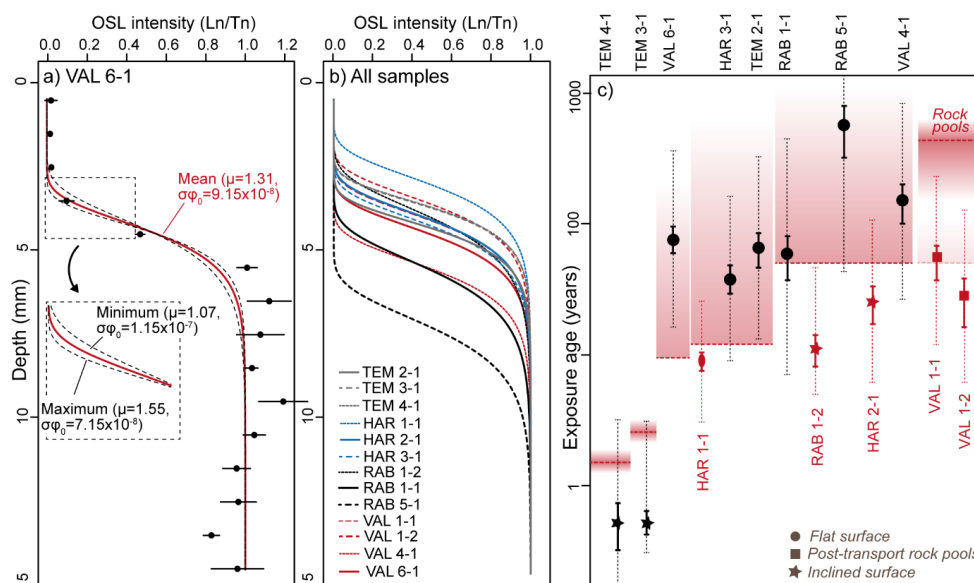 OSL intensity (Ln/Tn)
0.0 0.2 0.4 0.6 0.8 1.0 1.2
a) VAL 6-1
Depth (mm)
0
5
10
5
Mean (μ=1.31,
σφ₀=9.15x10⁻⁸)
Minimum (μ=1.07,
σφ₀=1.15x10⁻⁷)
Maximum (μ=1.55,
σφ₀=7.15x10⁻⁸)
OSL intensity (Ln/Tn)
0.0 0.2 0.4 0.6 0.8 1.0
b) All samples
0
5
10
5
TEM 2-1
TEM 3-1
TEM 4-1
HAR 1-1
HAR 2-1
HAR 3-1
RAB 1-2
RAB 1-1
RAB 5-1
VAL 1-1
VAL 1-2
VAL 4-1
VAL 6-1
TEM 4-1
TEM 3-1
VAL 6-1
HAR 3-1
TEM 2-1
RAB 1-1
RAB 5-1
VAL 4-1
c)
Exposure age (years)
1000
100
1
Rock
pools
HAR 1-1
RAB 1-2
HAR 2-1
VAL 1-1
VAL 1-2
Flat surface
Post-transport rock pools
Inclined surface